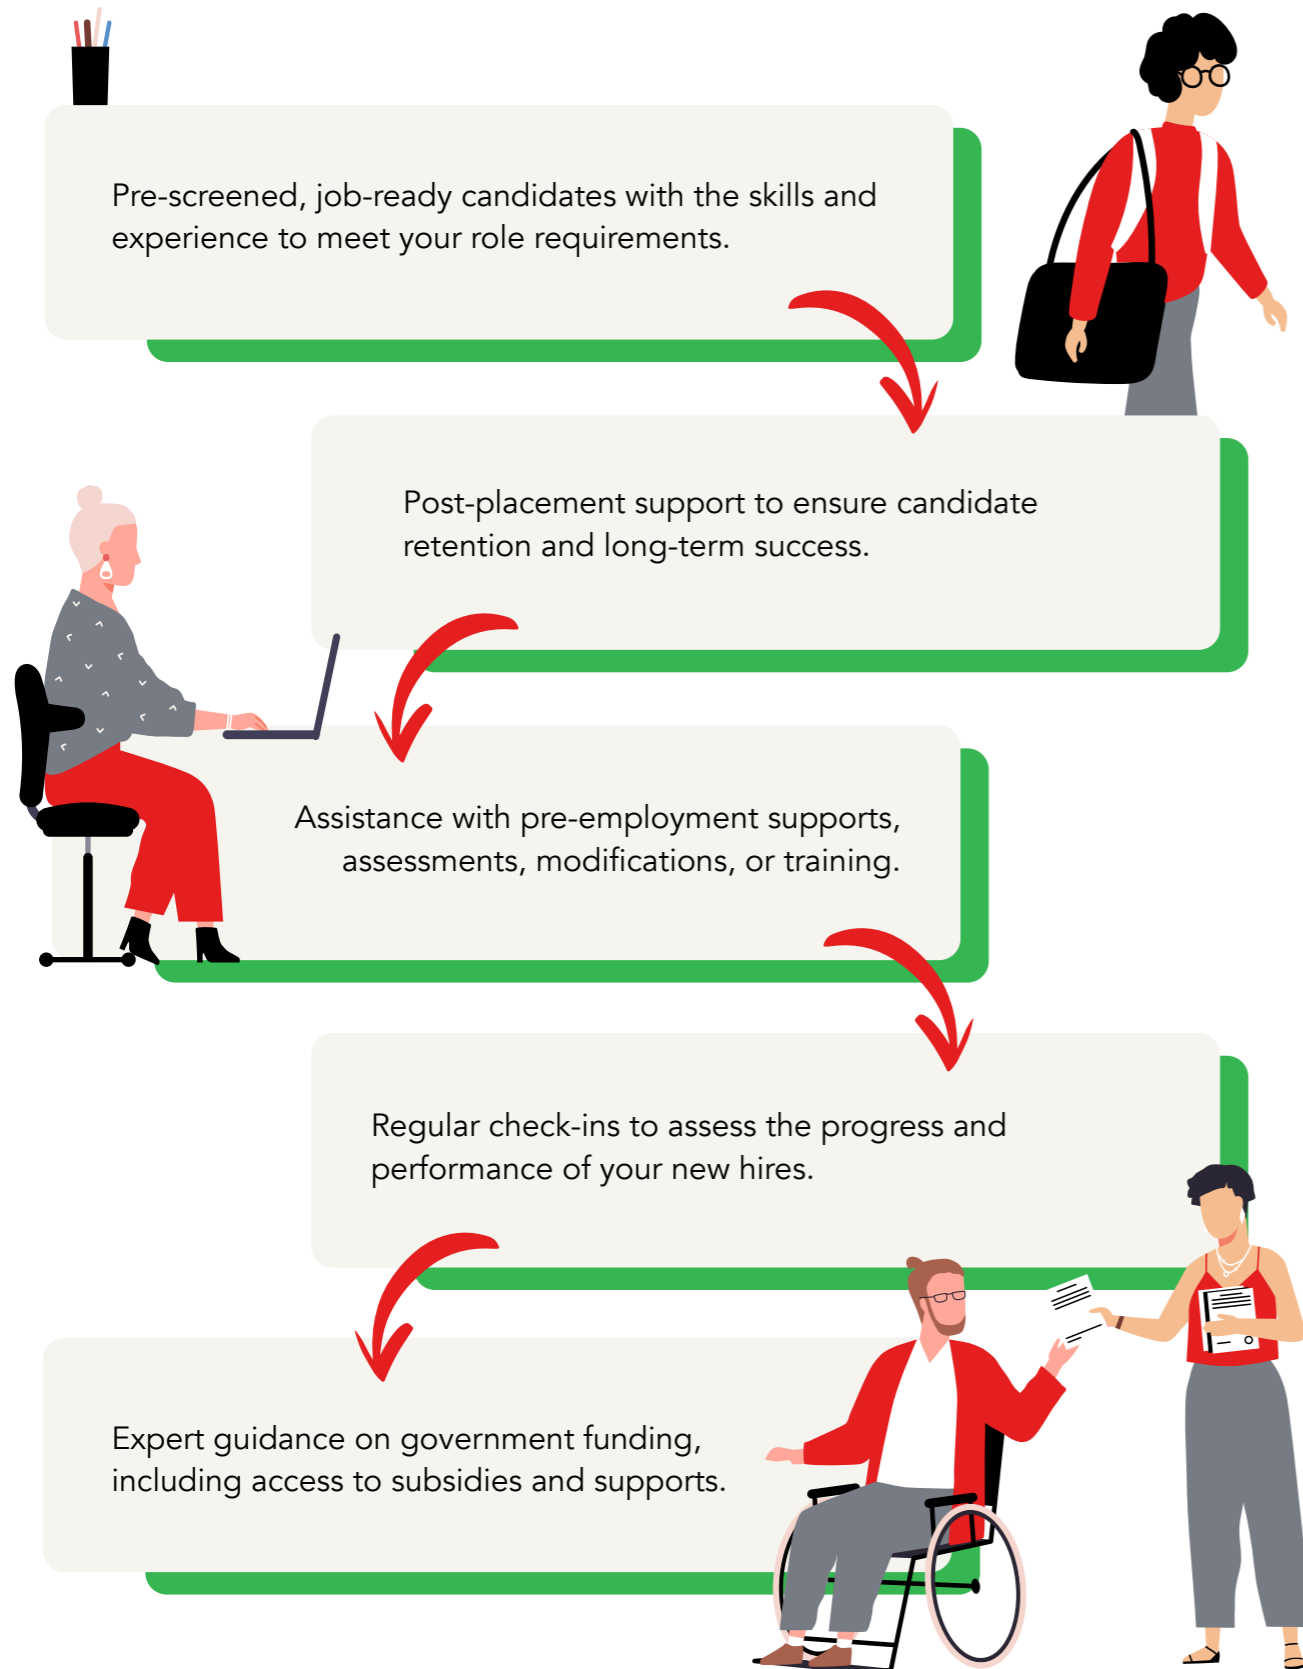 Pre-screened, job-ready candidates with the skills and
experience to meet your role requirements.
Post-placement support to ensure candidate
retention and long-term success.
Assistance with pre-employment supports,
assessments, modifications, or training.
Regular check-ins to assess the progress and
performance of your new hires.
Expert guidance on government funding,
including access to subsidies and supports.